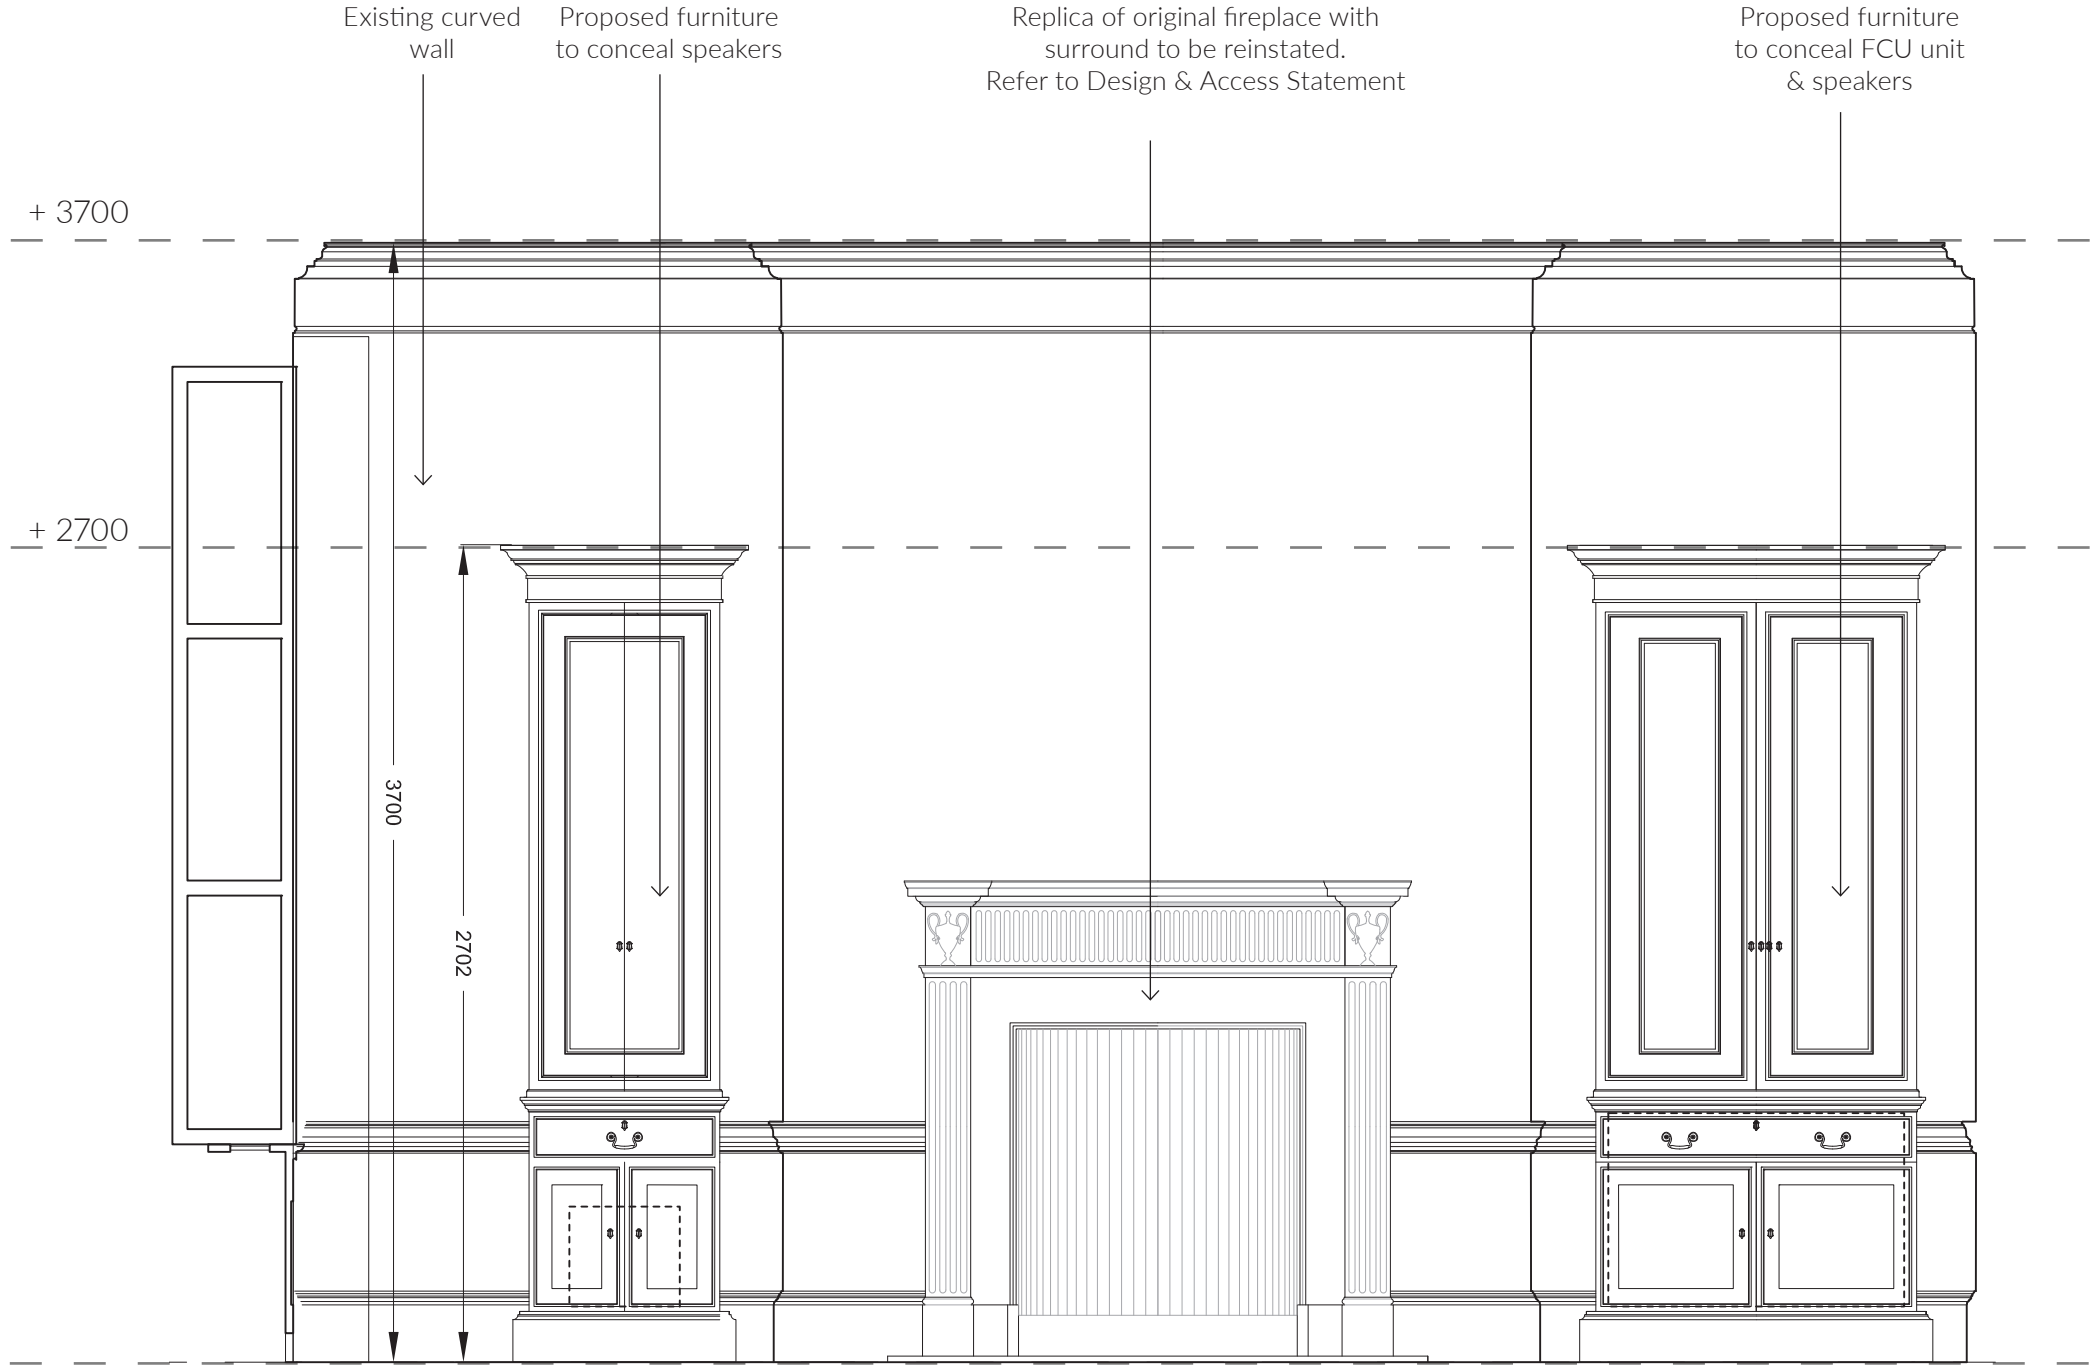 Existing curved
wall
Proposed furniture
to conceal speakers
Replica of original fireplace with
surround to be reinstated.
Refer to Design & Access Statement
Proposed furniture
to conceal FCU unit
& speakers
+ 3700
+ 2700
3700
2702